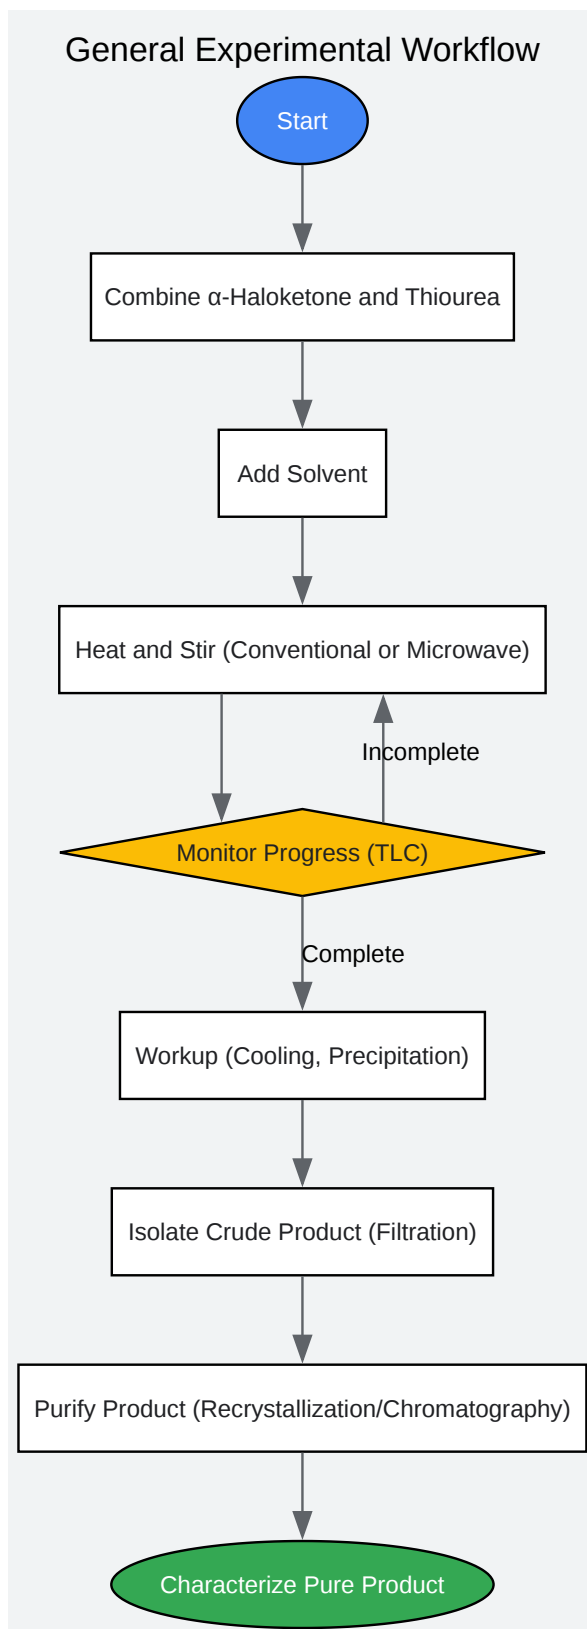 General Experimental Workflow
Start
Combine α-Haloketone and Thiourea
Add Solvent
Heat and Stir (Conventional or Microwave)
Incomplete
Monitor Progress (TLC)
Complete
Workup (Cooling, Precipitation)
Isolate Crude Product (Filtration)
Purify Product (Recrystallization/Chromatography)
Characterize Pure Product